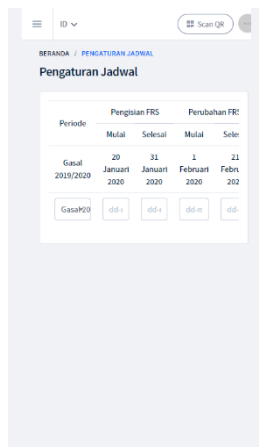 ID
Scan QR
BERANDA / PENGATURAN JADWAL
Pengaturan Jadwal
Periode
Pengisian FRS
Perubahan FRS
Mulai
Selesai
Mulai
Gasal
2019/2020
20
Januari
2020
31
Januari
2020
1
Februari
2020
21